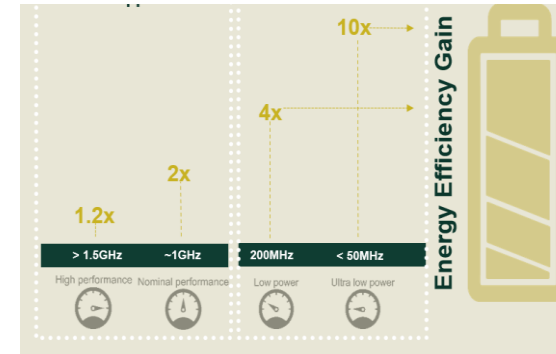 10x
Energy Efficiency Gain
4x
2x
1.2x
> 1.5GHz
~1GHz
200MHz
< 50MHz
High performance
Nominal performance
Low power
Ultra low power